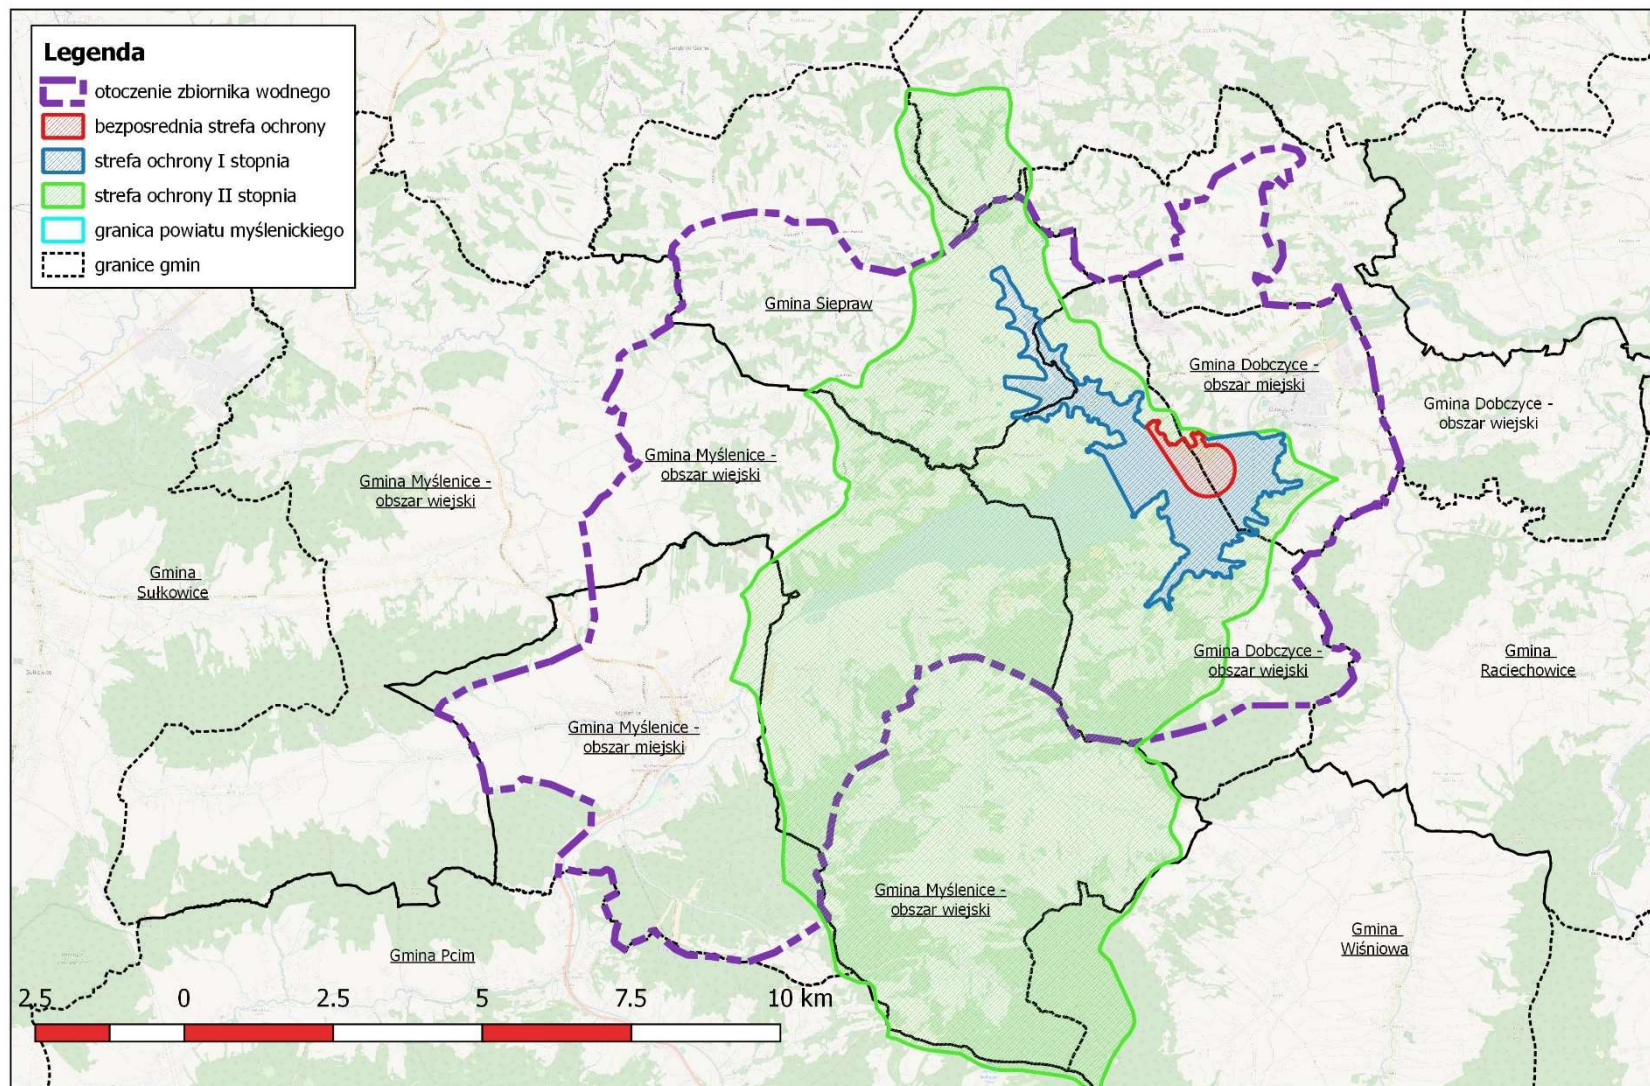 Legenda
otoczenie zbiornika wodnego
bezposrednia strefa ochrony
strefa ochrony I stopnia
strefa ochrony II stopnia
granica powiatu myślenickiego
granice gmin
Gmina Siepraw
Gmina Dobczyce -
obszar miejski
Gmina Dobczyce -
obszar wiejski
Gmina Myślenice -
obszar wiejski
Gmina Myślenice -
obszar wiejski
Gmina
Sułkowice
Gmina Dobczyce -
obszar wiejski
Gmina
Raciechowice
Gmina Myślenice -
obszar miejski
Gmina Myślenice -
obszar wiejski
Gmina
Wiśniowa
Gmina Pcim
2.5 0 2.5 5 7.5 10 km